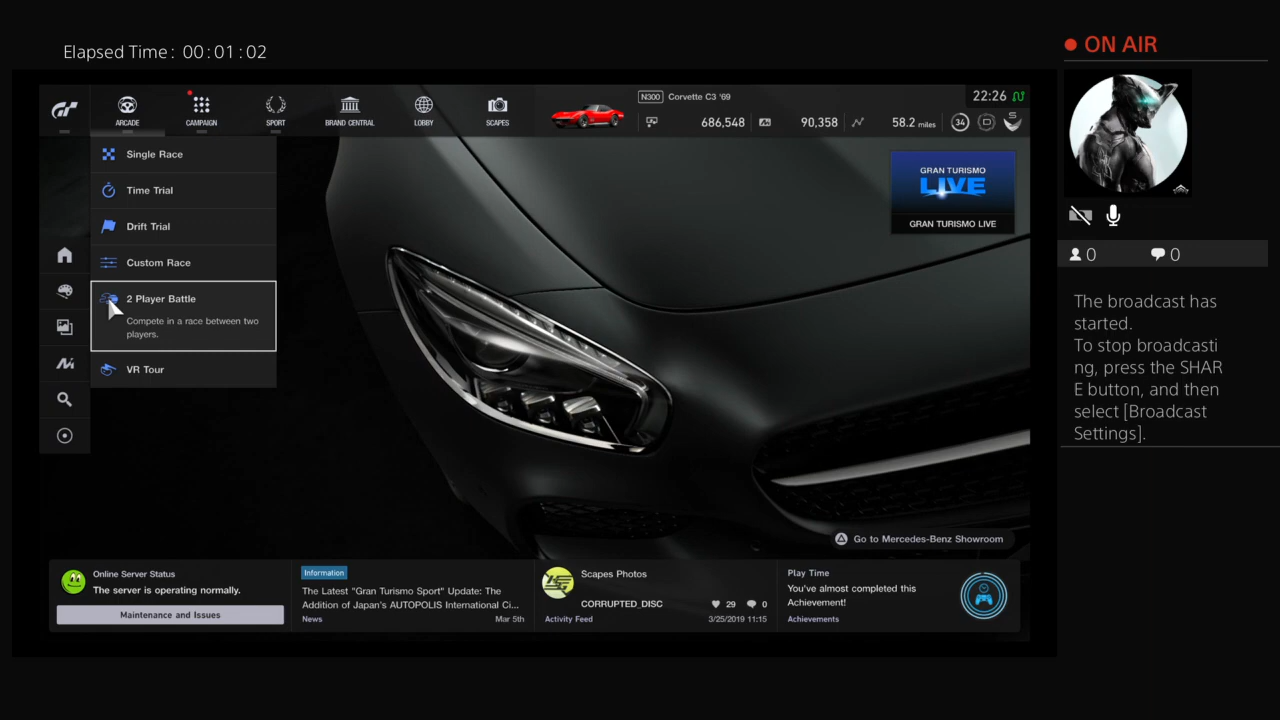 Elapsed Time: 00:01:02
ON AIR
GT
ARCADE
CAMPAIGN
SPORT
BRAND CENTRAL
LOBBY
SCAPES
N300 Corvette C3 '69
22:26
686,548
90,358
58.2 miles
34
S
Single Race
Time Trial
Drift Trial
Custom Race
2 Player Battle
Compete in a race between two
players.
VR Tour
GRAN TURISMO
LIVE
GRAN TURISMO LIVE
0
0
The broadcast has
started.
To stop broadcasti
ng, press the SHAR
E button, and then
select [Broadcast
Settings].
Go to Mercedes-Benz Showroom
Online Server Status
The server is operating normally.
Maintenance and Issues
Information
The Latest "Gran Turismo Sport" Update: The
Addition of Japan's AUTOPOLIS International Ci...
News
Mar 5th
Scapes Photos
CORRUPTED_DISC
29
0
Activity Feed
3/25/2019 11:15
Play Time
You've almost completed this
Achievement!
Achievements